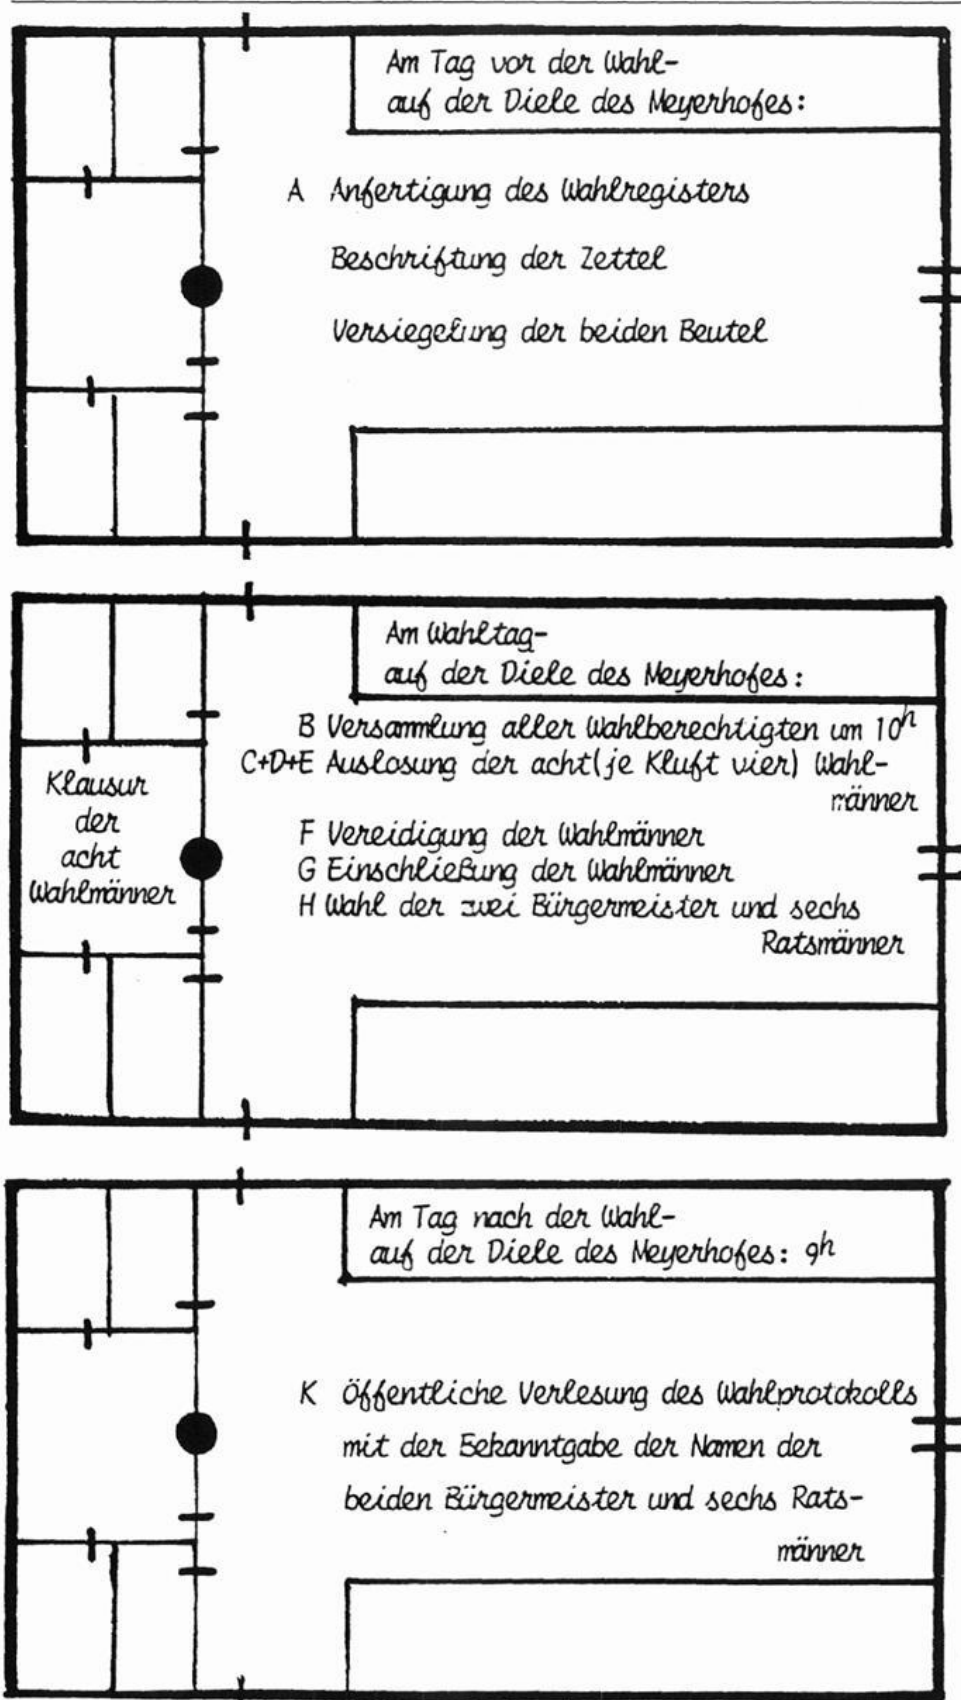 Am Tag vor der Wahl-
auf der Diele des Meyerhofes:
A Anfertigung des Wahlregisters
Beschriftung der Zettel
Versiegelung der beiden Beutel
Am Wahltag-
auf der Diele des Meyerhofes:
B Versammlung aller Wahlberechtigten um 10h
C+D+E Auslosung der acht (je Kluft vier) Wahl-
männer
Klausur
der
acht
Wahlmänner
F Vereidigung der Wahlmänner
G Einschließung der Wahlmänner
H Wahl der zwei Bürgermeister und sechs
Ratsmänner
Am Tag nach der Wahl-
auf der Diele des Meyerhofes: 9h
K Öffentliche Verlesung des Wahlprotokolls
mit der Bekanntgabe der Namen der
beiden Bürgermeister und sechs Rats-
männer